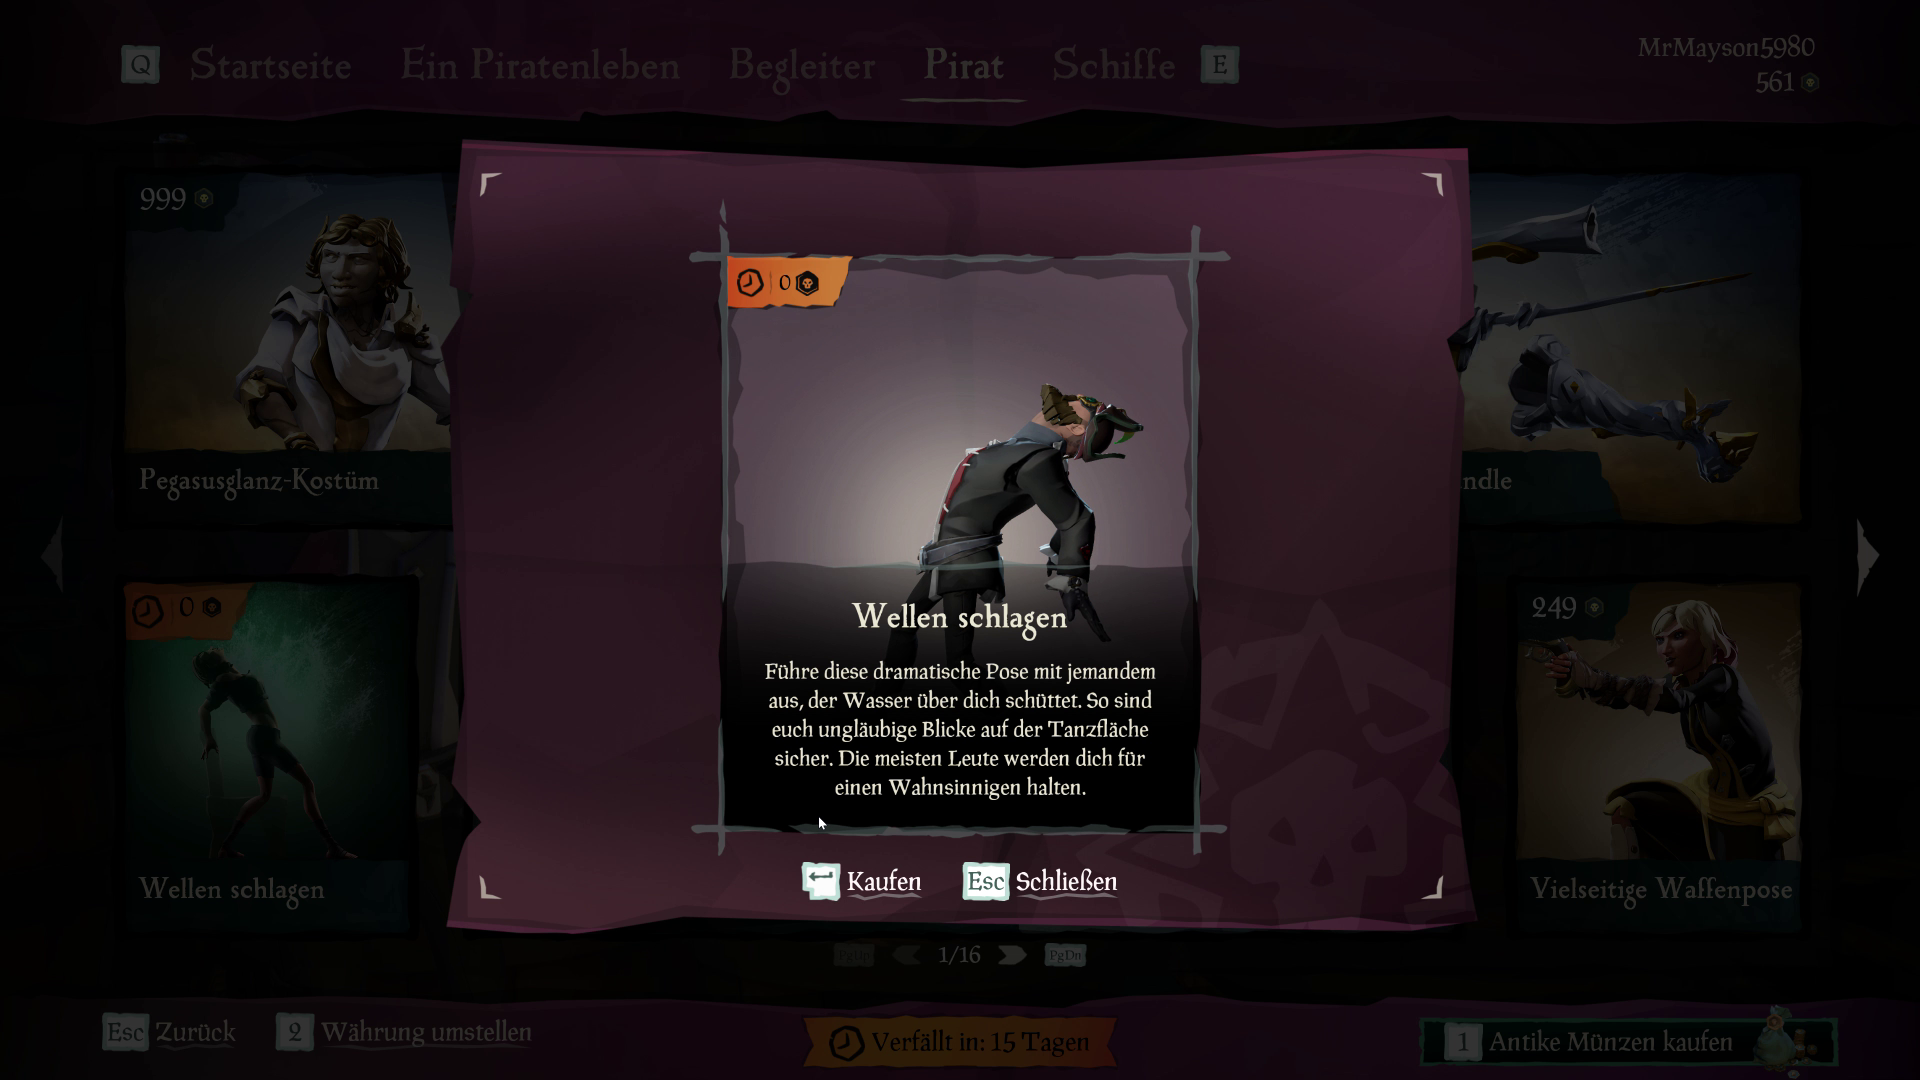 Q Startseite Ein Piratenleben Begleiter Pirat Schiffe E
MrMayson5980
561
999
Pegasusglanz-Kostüm
ndle
0
Wellen schlagen
249
Vielseitige Waffenpose
0
Wellen schlagen
Führe diese dramatische Pose mit jemandem
aus, der Wasser über dich schüttet. So sind
euch ungläubige Blicke auf der Tanzfläche
sicher. Die meisten Leute werden dich für
einen Wahnsinnigen halten.
Kaufen Esc Schließen
PgUp 1/16 PgDn
Esc Zurück 2 Währung umstellen
Verfällt in: 15 Tagen
1 Antike Münzen kaufen